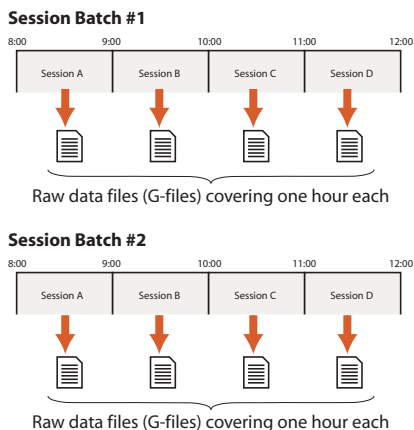 Session Batch #1
8:00 9:00 10:00 11:00 12:00
Session A Session B Session C Session D
Raw data files (G-files) covering one hour each
Session Batch #2
8:00 9:00 10:00 11:00 12:00
Session A Session B Session C Session D
Raw data files (G-files) covering one hour each